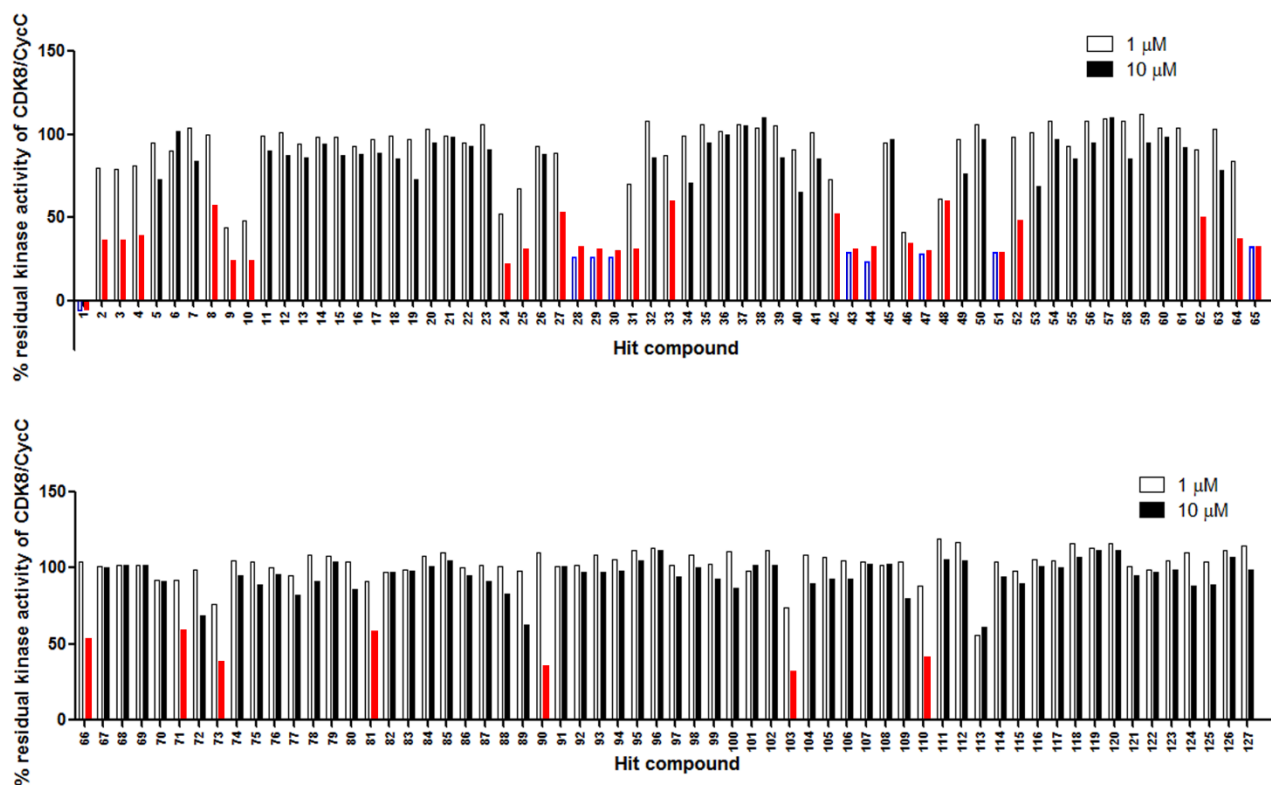 % residual kinase activity of CDK8/CycC
150
100
50
0
1 μM
10 μM
1 2 3 4 5 6 7 8 9 10 11 12 13 14 15 16 17 18 19 20 21 22 23 24 25 26 27 28 29 30 31 32 33 34 35 36 37 38 39 40 41 42 43 44 45 46 47 48 49 50 51 52 53 54 55 56 57 58 59 60 61 62 63 64 65
Hit compound
% residual kinase activity of CDK8/CycC
150
100
50
0
1 μM
10 μM
66 67 68 69 70 71 72 73 74 75 76 77 78 79 80 81 82 83 84 85 86 87 88 89 90 91 92 93 94 95 96 97 98 99 100 101 102 103 104 105 106 107 108 109 110 111 112 113 114 115 116 117 118 119 120 121 122 123 124 125 126 127
Hit compound